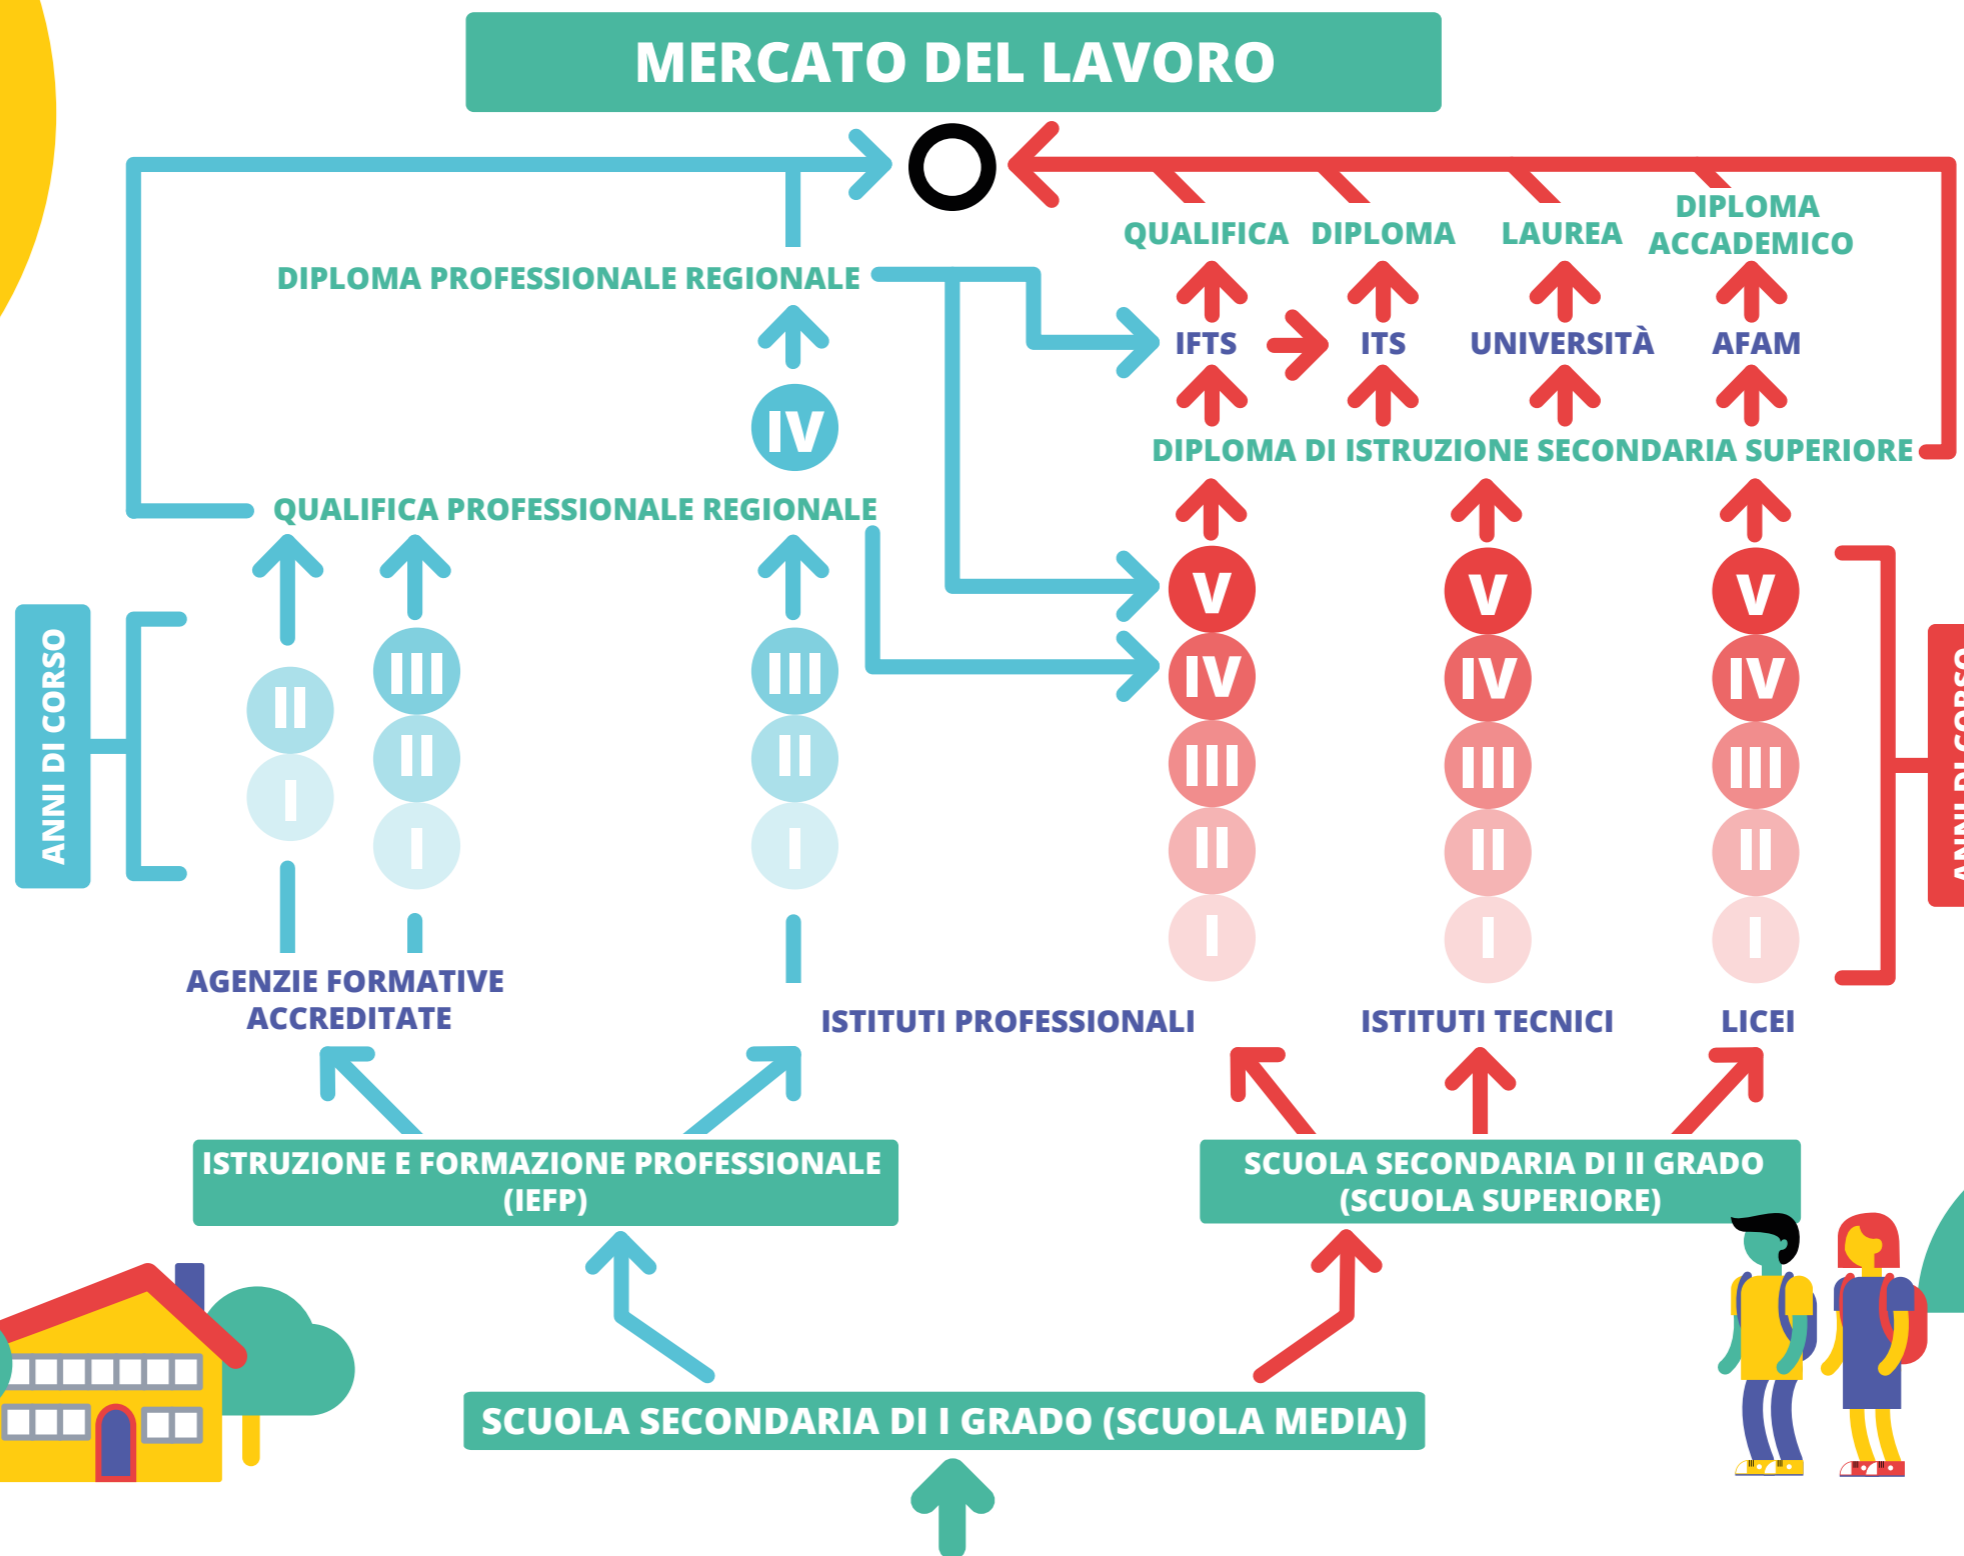 MERCATO DEL LAVORO
QUALIFICA
DIPLOMA
LAUREA
DIPLOMA
ACCADEMICO
DIPLOMA PROFESSIONALE REGIONALE
IFTS
ITS
UNIVERSITÀ
AFAM
IV
DIPLOMA DI ISTRUZIONE SECONDARIA SUPERIORE
QUALIFICA PROFESSIONALE REGIONALE
ANNI DI CORSO
II
I
III
II
I
III
II
I
V
IV
III
II
I
V
IV
III
II
I
V
IV
III
II
I
ANNI DI CORSO
AGENZIE FORMATIVE
ACCREDITATE
ISTITUTI PROFESSIONALI
ISTITUTI TECNICI
LICEI
ISTRUZIONE E FORMAZIONE PROFESSIONALE
(IEFP)
SCUOLA SECONDARIA DI II GRADO
(SCUOLA SUPERIORE)
SCUOLA SECONDARIA DI I GRADO (SCUOLA MEDIA)